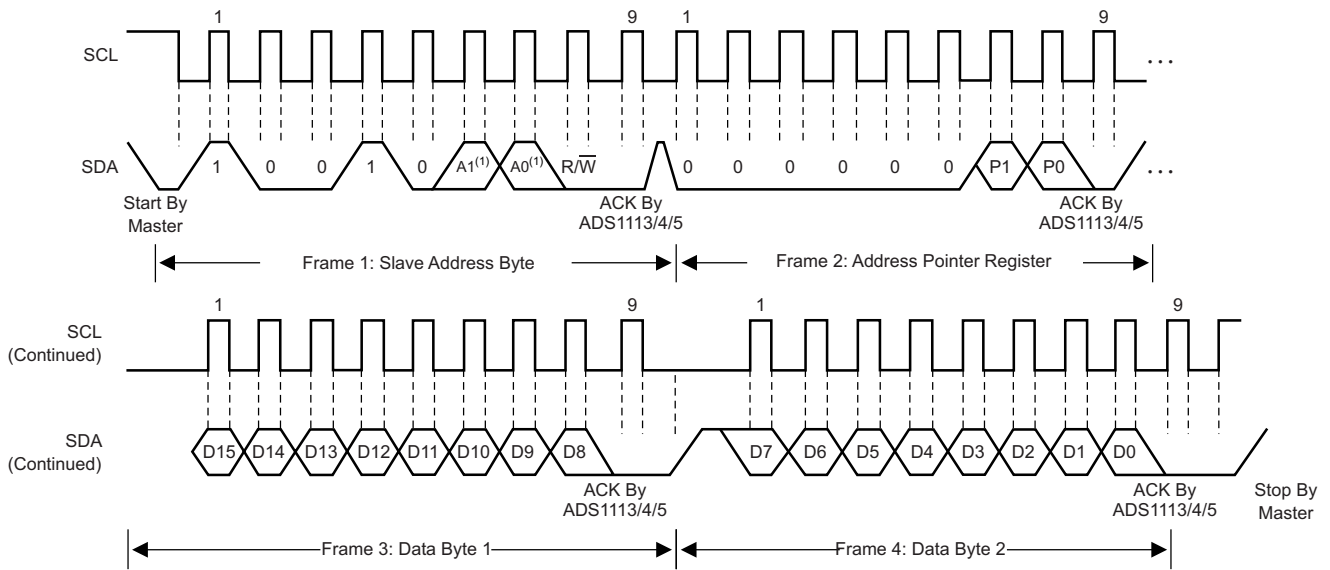 1 9 1 9
SCL ...
SDA 1 0 0 1 0 A1(1) A0(1) R/W̅ 0 0 0 0 0 0 P1 P0 ...
Start By
Master
ACK By
ADS1113/4/5
ACK By
ADS1113/4/5
Frame 1: Slave Address Byte
Frame 2: Address Pointer Register
1 9 1 9
SCL
(Continued)
SDA
(Continued)
D15 D14 D13 D12 D11 D10 D9 D8 D7 D6 D5 D4 D3 D2 D1 D0
ACK By
ADS1113/4/5
ACK By
ADS1113/4/5
Stop By
Master
Frame 3: Data Byte 1
Frame 4: Data Byte 2